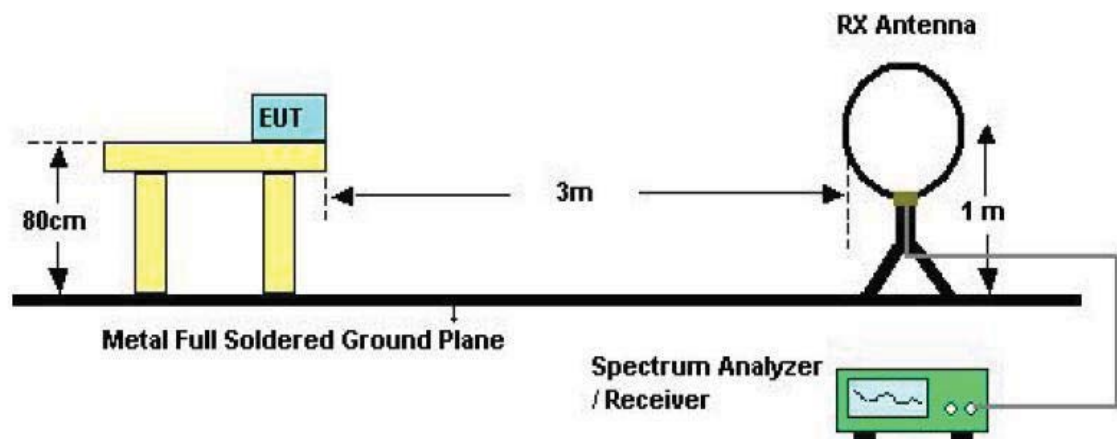 RX Antenna
EUT
80cm
3m
1 m
Metal Full Soldered Ground Plane
Spectrum Analyzer
/ Receiver